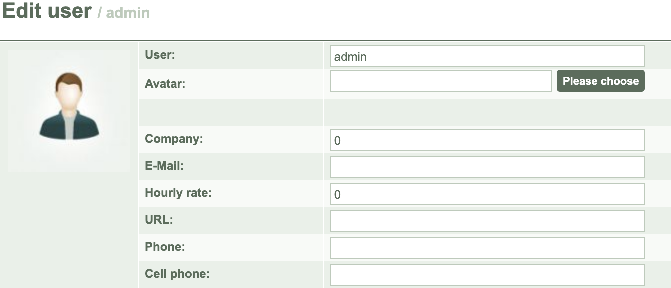 Edit user / admin
User: admin
Avatar: Please choose
Company: 0
E-Mail:
Hourly rate: 0
URL:
Phone:
Cell phone: